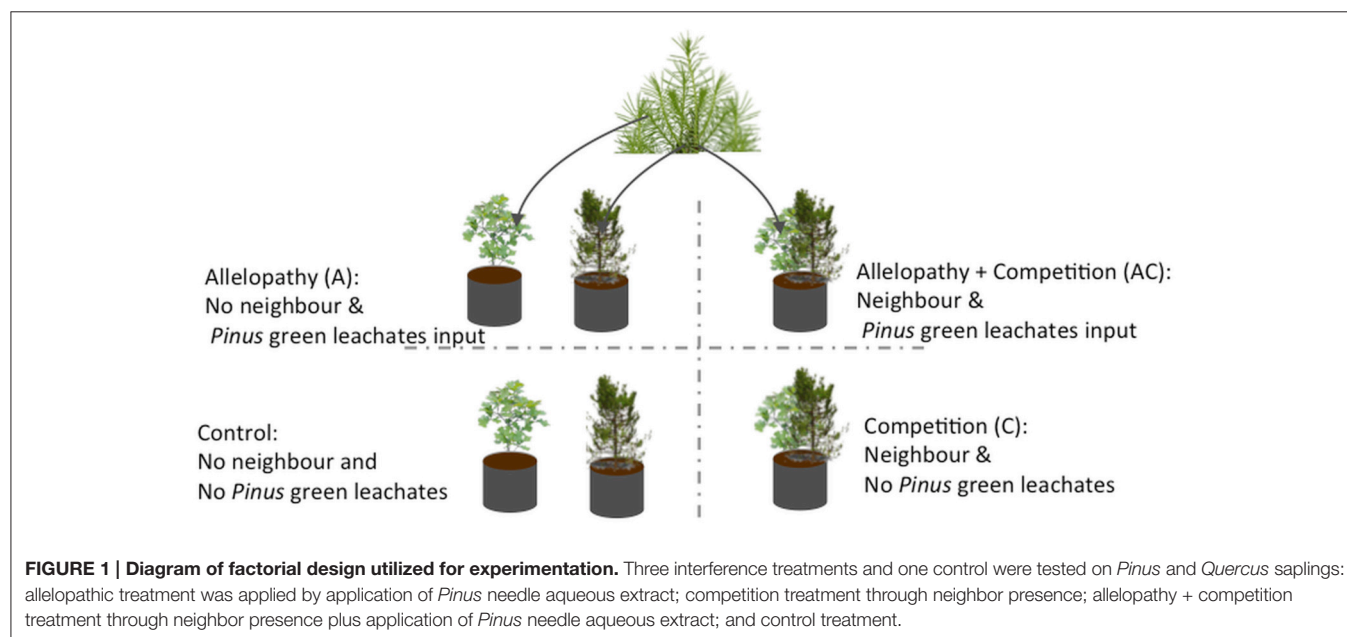 Allelopathy (A):
No neighbour &
Pinus green leachates input
Allelopathy + Competition (AC):
Neighbour &
Pinus green leachates input
Control:
No neighbour and
No Pinus green leachates
Competition (C):
Neighbour &
No Pinus green leachates
FIGURE 1 | Diagram of factorial design utilized for experimentation. Three interference treatments and one control were tested on Pinus and Quercus saplings:
allelopathic treatment was applied by application of Pinus needle aqueous extract; competition treatment through neighbor presence; allelopathy + competition
treatment through neighbor presence plus application of Pinus needle aqueous extract; and control treatment.